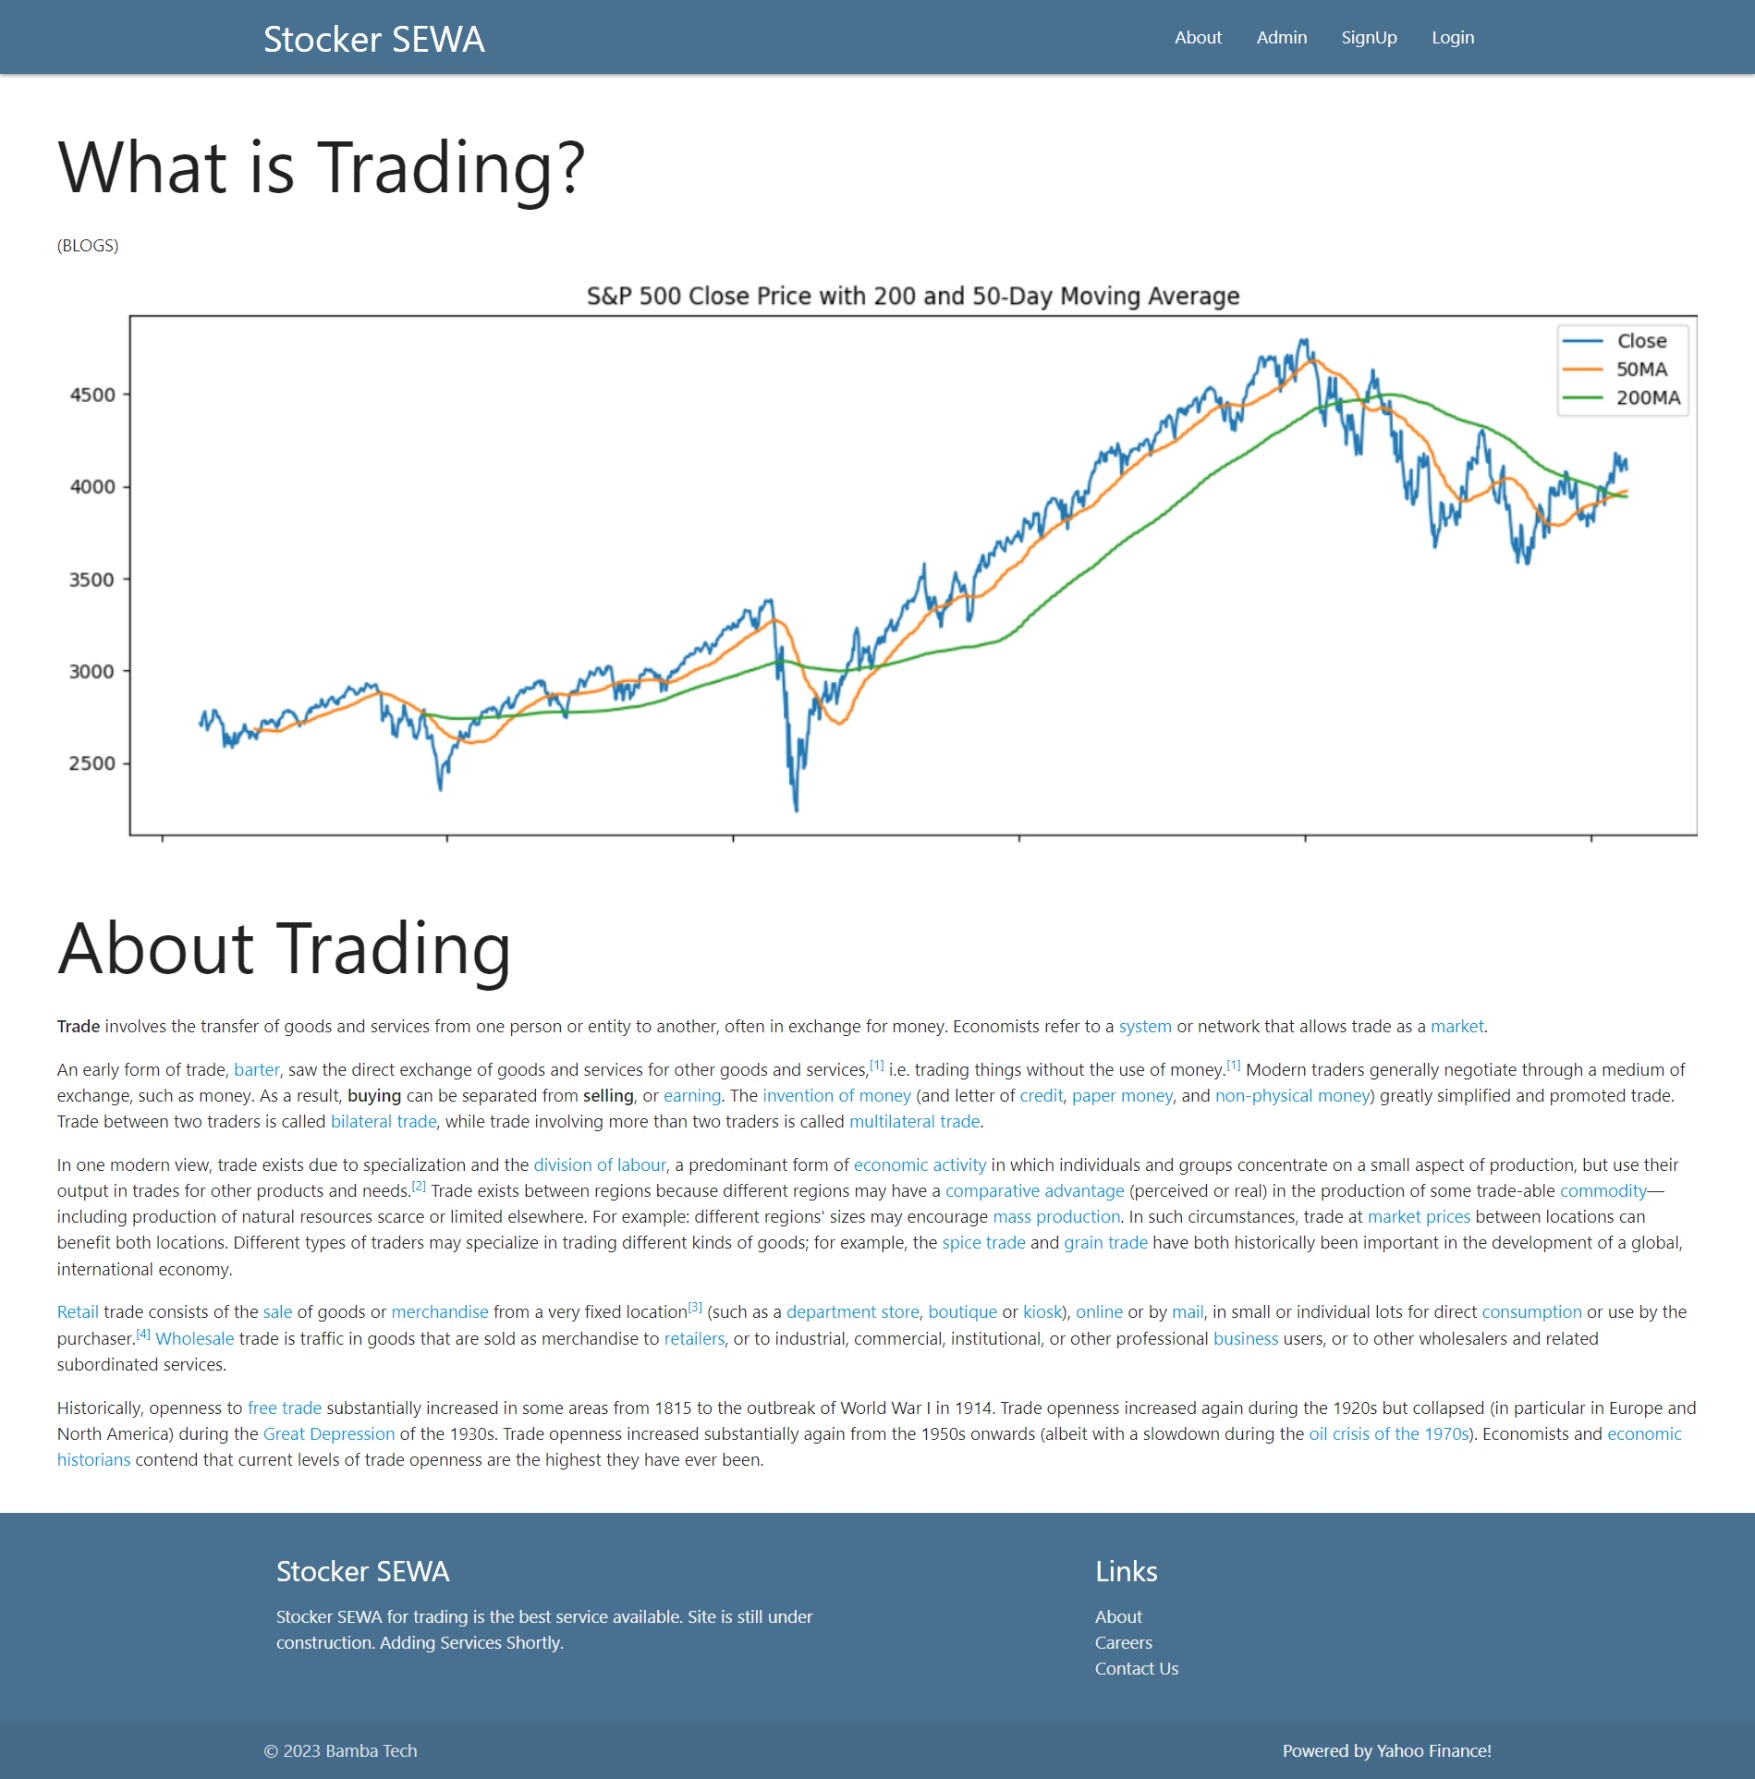 Stocker SEWA
About Admin SignUp Login
What is Trading?
(BLOGS)
S&P 500 Close Price with 200 and 50-Day Moving Average
Close
50MA
200MA
4500
4000
3500
3000
2500
About Trading
Trade involves the transfer of goods and services from one person or entity to another, often in exchange for money. Economists refer to a system or network that allows trade as a market.
An early form of trade, barter, saw the direct exchange of goods and services for other goods and services,[1] i.e. trading things without the use of money.[1] Modern traders generally negotiate through a medium of
exchange, such as money. As a result, buying can be separated from selling, or earning. The invention of money (and letter of credit, paper money, and non-physical money) greatly simplified and promoted trade.
Trade between two traders is called bilateral trade, while trade involving more than two traders is called multilateral trade.
In one modern view, trade exists due to specialization and the division of labour, a predominant form of economic activity in which individuals and groups concentrate on a small aspect of production, but use their
output in trades for other products and needs.[2] Trade exists between regions because different regions may have a comparative advantage (perceived or real) in the production of some trade-able commodity—
including production of natural resources scarce or limited elsewhere. For example: different regions' sizes may encourage mass production. In such circumstances, trade at market prices between locations can
benefit both locations. Different types of traders may specialize in trading different kinds of goods; for example, the spice trade and grain trade have both historically been important in the development of a global,
international economy.
Retail trade consists of the sale of goods or merchandise from a very fixed location[3] (such as a department store, boutique or kiosk), online or by mail, in small or individual lots for direct consumption or use by the
purchaser.[4] Wholesale trade is traffic in goods that are sold as merchandise to retailers, or to industrial, commercial, institutional, or other professional business users, or to other wholesalers and related
subordinated services.
Historically, openness to free trade substantially increased in some areas from 1815 to the outbreak of World War I in 1914. Trade openness increased again during the 1920s but collapsed (in particular in Europe and
North America) during the Great Depression of the 1930s. Trade openness increased substantially again from the 1950s onwards (albeit with a slowdown during the oil crisis of the 1970s). Economists and economic
historians contend that current levels of trade openness are the highest they have ever been.
Stocker SEWA
Stocker SEWA for trading is the best service available. Site is still under
construction. Adding Services Shortly.
Links
About
Careers
Contact Us
© 2023 Bamba Tech
Powered by Yahoo Finance!